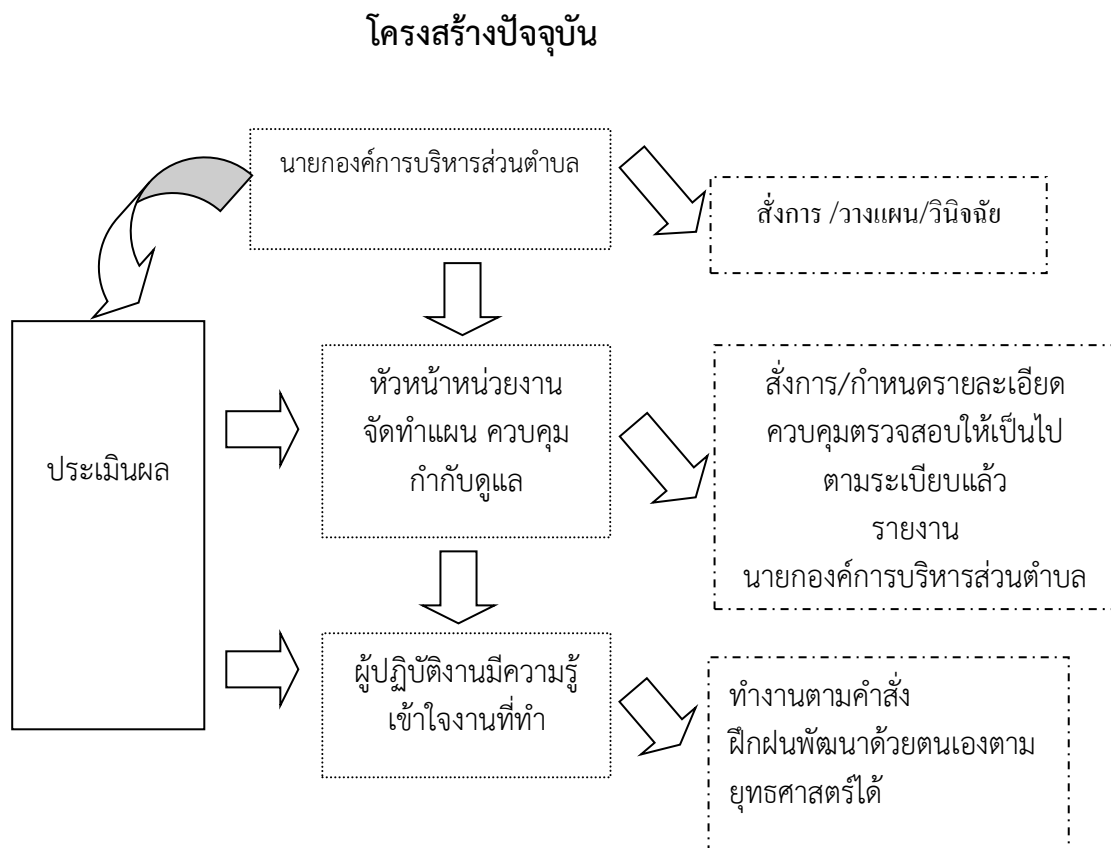 โครงสร้างปัจจุบัน
นายกองค์การบริหารส่วนตำบล
สั่งการ /วางแผน/วินิจฉัย
ประเมินผล
หัวหน้าหน่วยงาน
จัดทำแผน ควบคุม
กำกับดูแล
สั่งการ/กำหนดรายละเอียด
ควบคุมตรวจสอบให้เป็นไป
ตามระเบียบแล้ว
รายงาน
นายกองค์การบริหารส่วนตำบล
ผู้ปฏิบัติงานมีความรู้
เข้าใจงานที่ทำ
ทำงานตามคำสั่ง
ฝึกฝนพัฒนาด้วยตนเองตาม
ยุทธศาสตร์ได้